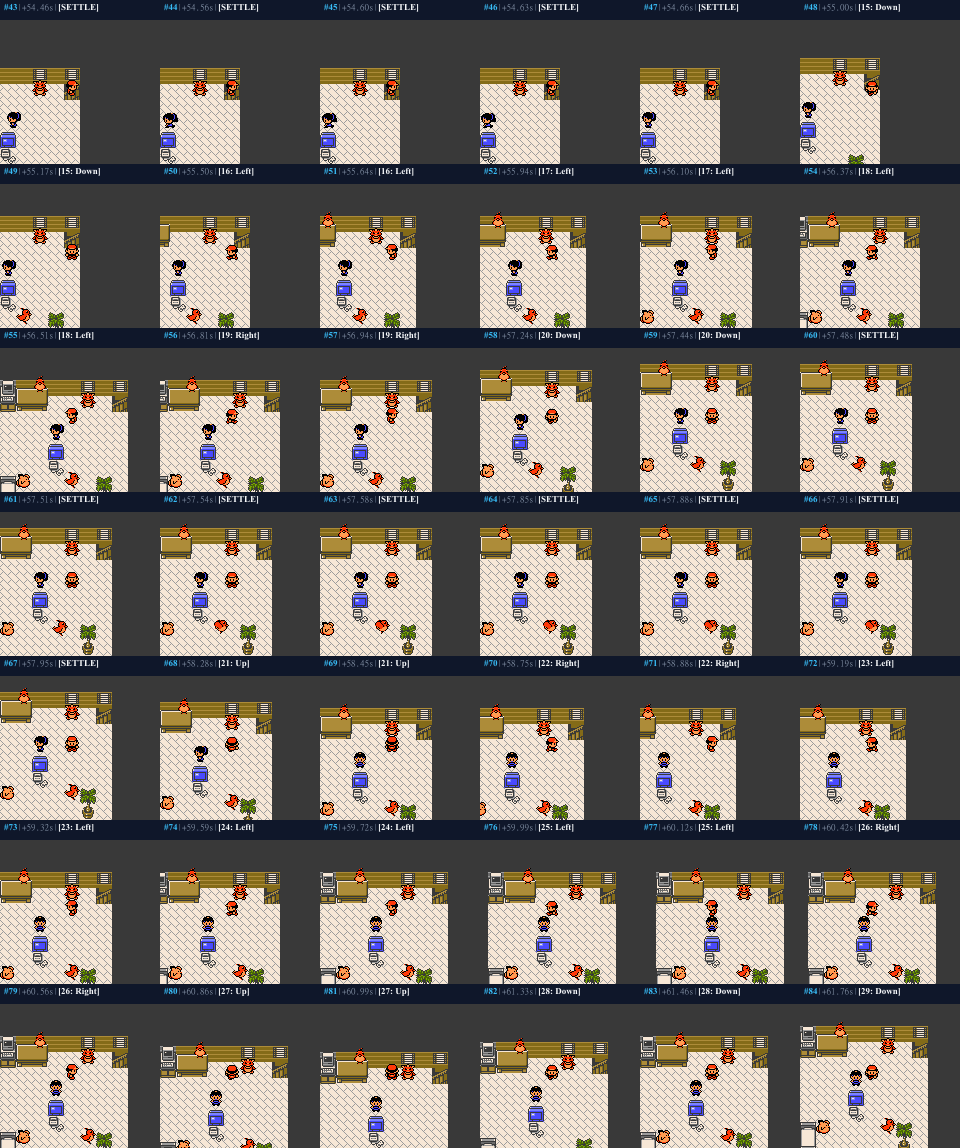 #43|+54.46s| [SETTLE]
#44|+54.56s| [SETTLE]
#45|+54.60s| [SETTLE]
#46|+54.63s| [SETTLE]
#47|+54.66s| [SETTLE]
#48|+55.00s| [15: Down]
#49|+55.17s| [15: Down]
#50|+55.50s| [16: Left]
#51|+55.64s| [16: Left]
#52|+55.94s| [17: Left]
#53|+56.10s| [17: Left]
#54|+56.37s| [18: Left]
#55|+56.51s| [18: Left]
#56|+56.81s| [19: Right]
#57|+56.94s| [19: Right]
#58|+57.24s| [20: Down]
#59|+57.44s| [20: Down]
#60|+57.48s| [SETTLE]
#61|+57.51s| [SETTLE]
#62|+57.54s| [SETTLE]
#63|+57.58s| [SETTLE]
#64|+57.85s| [SETTLE]
#65|+57.88s| [SETTLE]
#66|+57.91s| [SETTLE]
#67|+57.95s| [SETTLE]
#68|+58.28s| [21: Up]
#69|+58.45s| [21: Up]
#70|+58.75s| [22: Right]
#71|+58.88s| [22: Right]
#72|+59.19s| [23: Left]
#73|+59.32s| [23: Left]
#74|+59.59s| [24: Left]
#75|+59.72s| [24: Left]
#76|+59.99s| [25: Left]
#77|+60.12s| [25: Left]
#78|+60.42s| [26: Right]
#79|+60.56s| [26: Right]
#80|+60.86s| [27: Up]
#81|+60.99s| [27: Up]
#82|+61.33s| [28: Down]
#83|+61.46s| [28: Down]
#84|+61.76s| [29: Down]